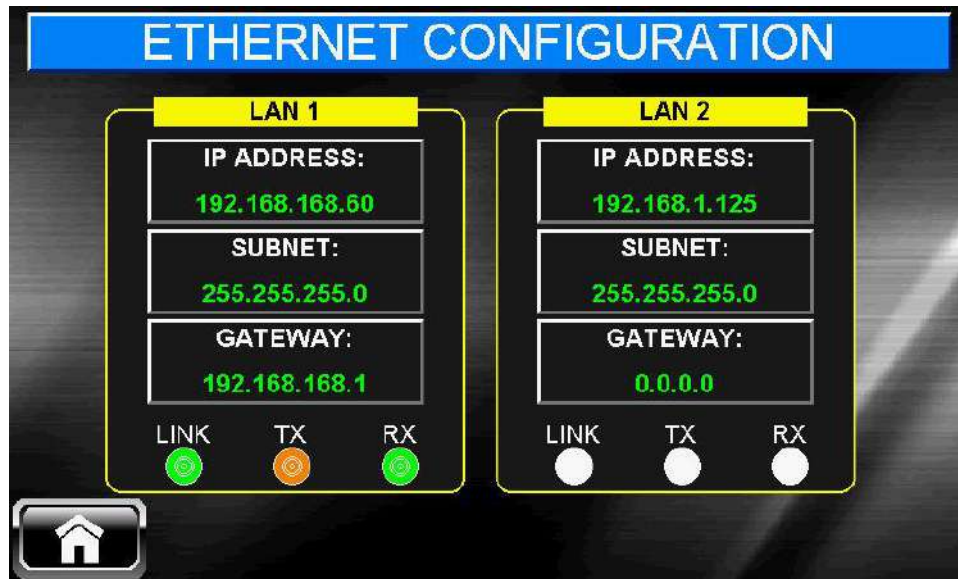 ETHERNET CONFIGURATION
LAN 1
IP ADDRESS:
192.168.168.60
SUBNET:
255.255.255.0
GATEWAY:
192.168.168.1
LINK TX RX
LAN 2
IP ADDRESS:
192.168.1.125
SUBNET:
255.255.255.0
GATEWAY:
0.0.0.0
LINK TX RX